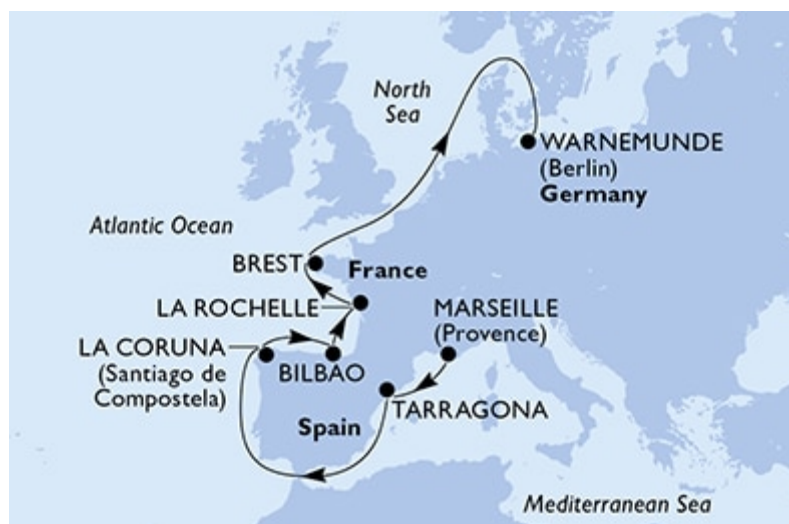 North
Sea
WARNEMUNDE
(Berlin)
Germany
Atlantic Ocean
BREST
France
LA ROCHELLE
MARSEILLE
(Provence)
LA CORUNA
(Santiago de
Compostela)
BILBAO
TARRAGONA
Spain
Mediterranean Sea